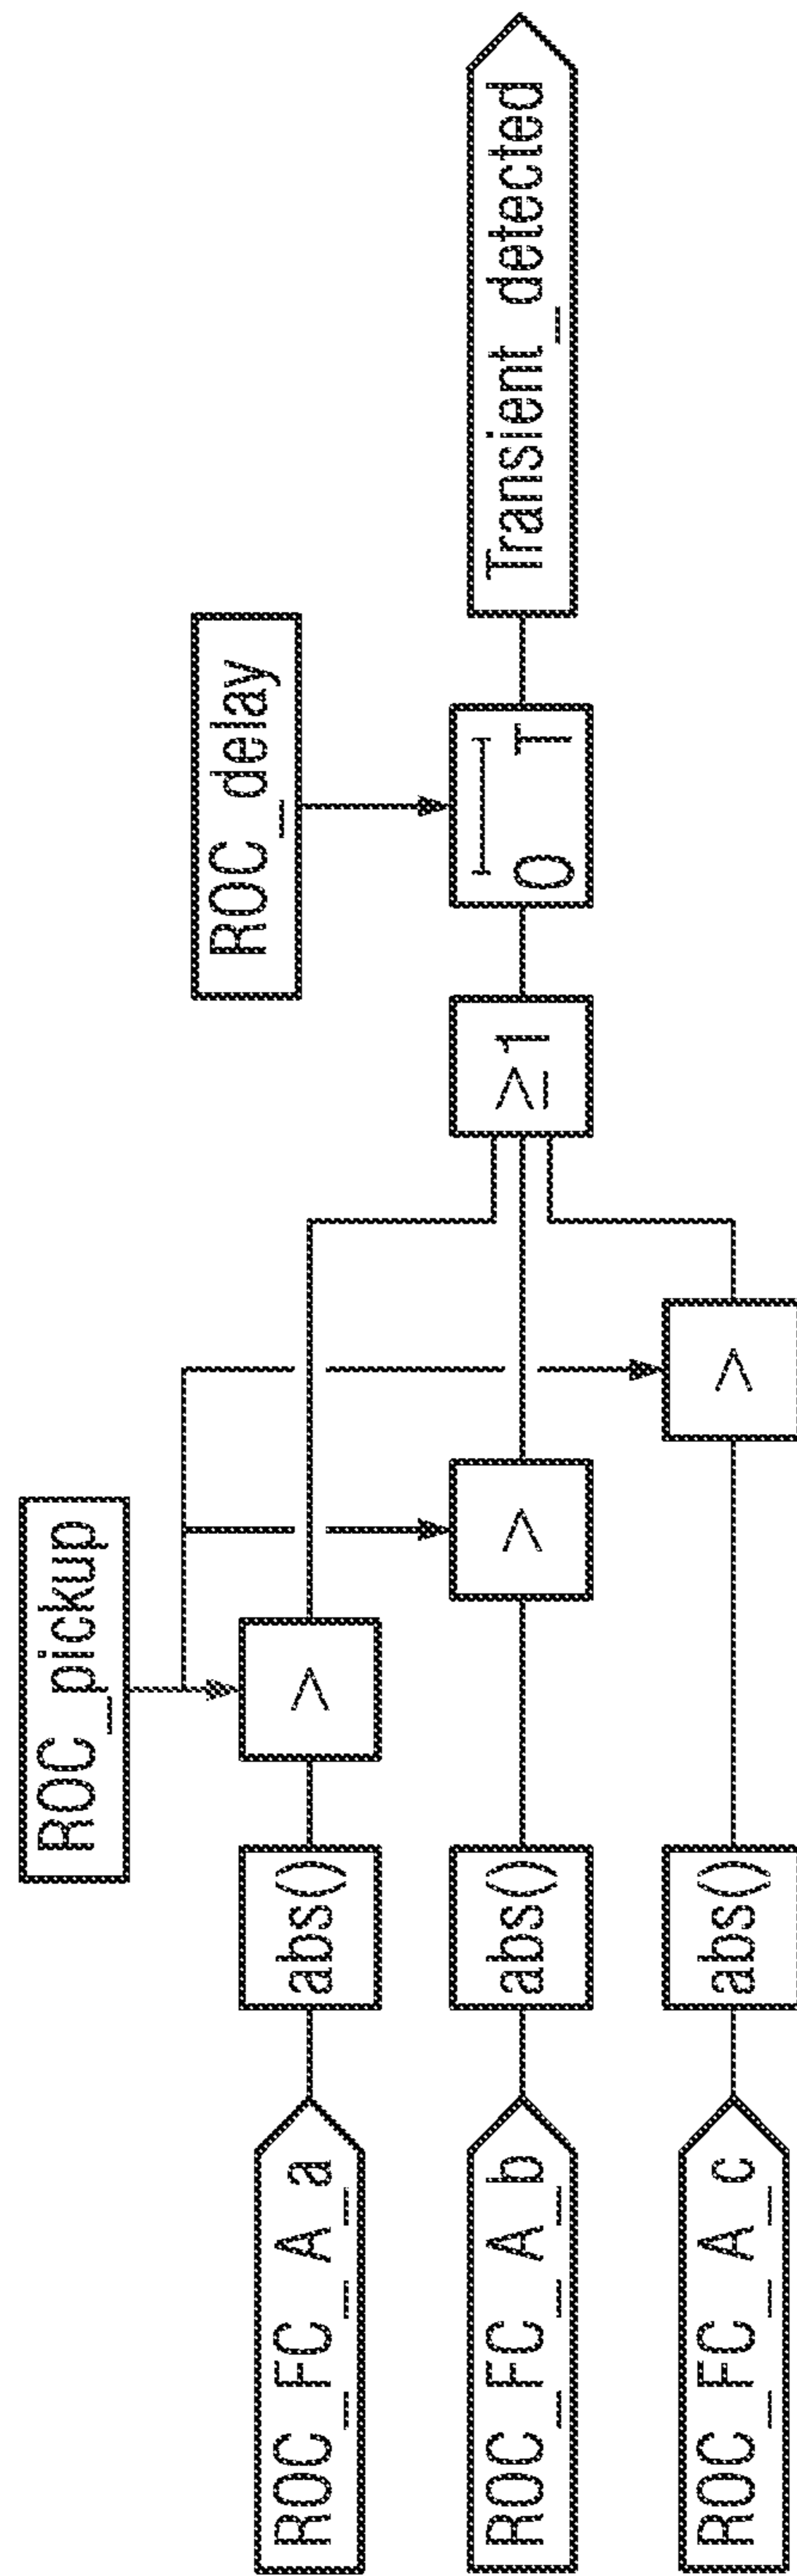 ROC_pickup
ROC_delay
ROC_FC_A_a
abs()
>
ROC_FC_A_b
abs()
>
≥1
0 T
Transient_detected
ROC_FC_A_c
abs()
>